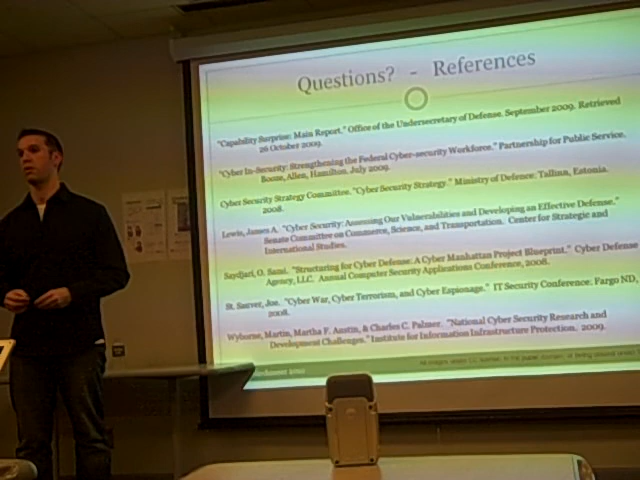 Questions? - References
"Capability Surprise: Main Report." Office of the Undersecretary of Defense. September 2009. Retrieved
26 October 2009.
"Cyber In-Security: Strengthening the Federal Cyber-security Workforce." Partnership for Public Service.
Booze, Allen, Hamilton. July 2009.
Cyber Security Strategy Committee. "Cyber Security Strategy." Ministry of Defence: Tallinn, Estonia.
2008.
Lewis, James A. "Cyber Security: Assessing Our Vulnerabilities and Developing an Effective Defense."
Senate Committee on Commerce, Science, and Transportation. Center for Strategic and
International Studies.
Saydjari, O. Sami. "Structuring for Cyber Defense: A Cyber Manhattan Project Blueprint." Cyber Defense
Agency, LLC. Annual Computer Security Applications Conference, 2008.
St. Sauver, Joe. "Cyber War, Cyber Terrorism, and Cyber Espionage." IT Security Conference: Fargo ND,
2008.
Wybourne, Martin, Martha F. Austin, & Charles C. Palmer. "National Cyber Security Research and
Development Challenges." Institute for Information Infrastructure Protection. 2009.